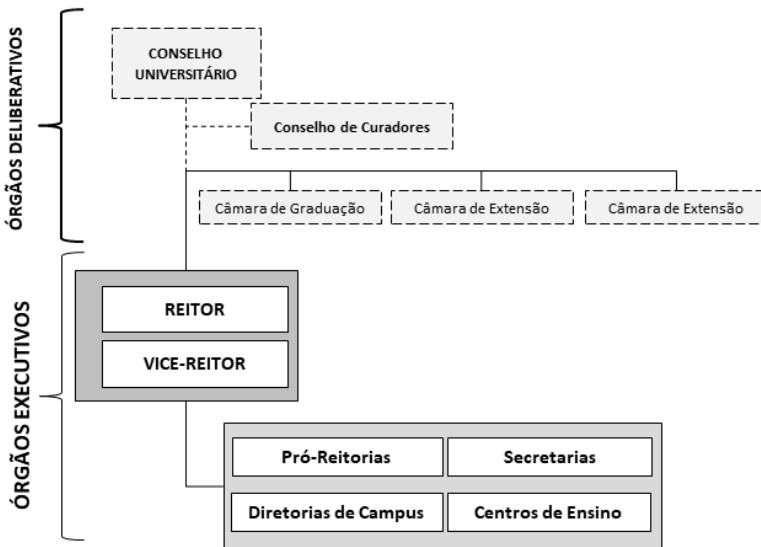 ÓRGÃOS DELIBERATIVOS
CONSELHO
UNIVERSITÁRIO
Conselho de Curadores
Câmara de Graduação
Câmara de Extensão
Câmara de Extensão
ÓRGÃOS EXECUTIVOS
REITOR
VICE-REITOR
Pró-Reitorias
Secretarias
Diretorias de Campus
Centros de Ensino